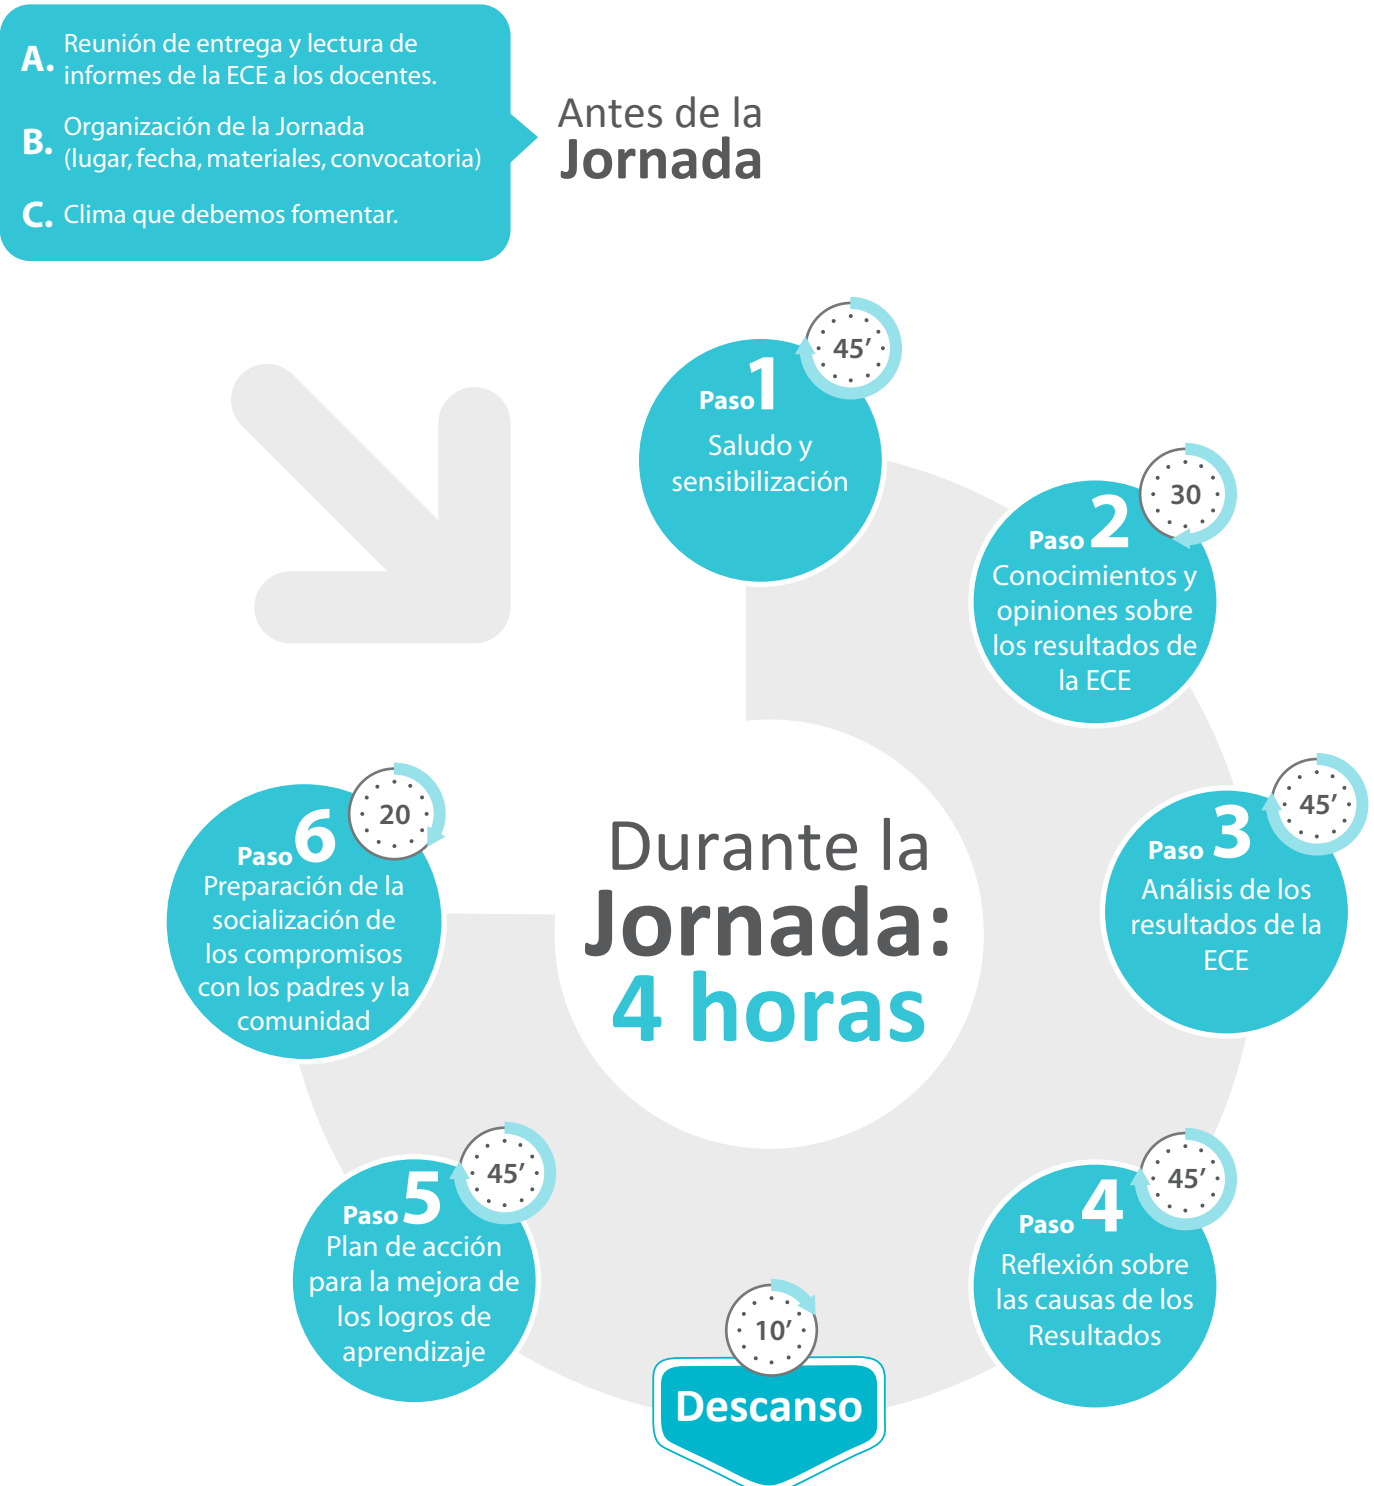 A. Reunión de entrega y lectura de
informes de la ECE a los docentes.
B. Organización de la Jornada
(lugar, fecha, materiales, convocatoria)
C. Clima que debemos fomentar.
Antes de la
Jornada
45’
Paso 1
Saludo y
sensibilización
30
Paso 2
Conocimientos y
opiniones sobre
los resultados de
la ECE
45’
Paso 3
Análisis de los
resultados de la
ECE
45’
Paso 4
Reflexión sobre
las causas de los
Resultados
10’
Descanso
45’
Paso 5
Plan de acción
para la mejora de
los logros de
aprendizaje
20
Paso 6
Preparación de la
socialización de
los compromisos
con los padres y la
comunidad
Durante la
Jornada:
4 horas